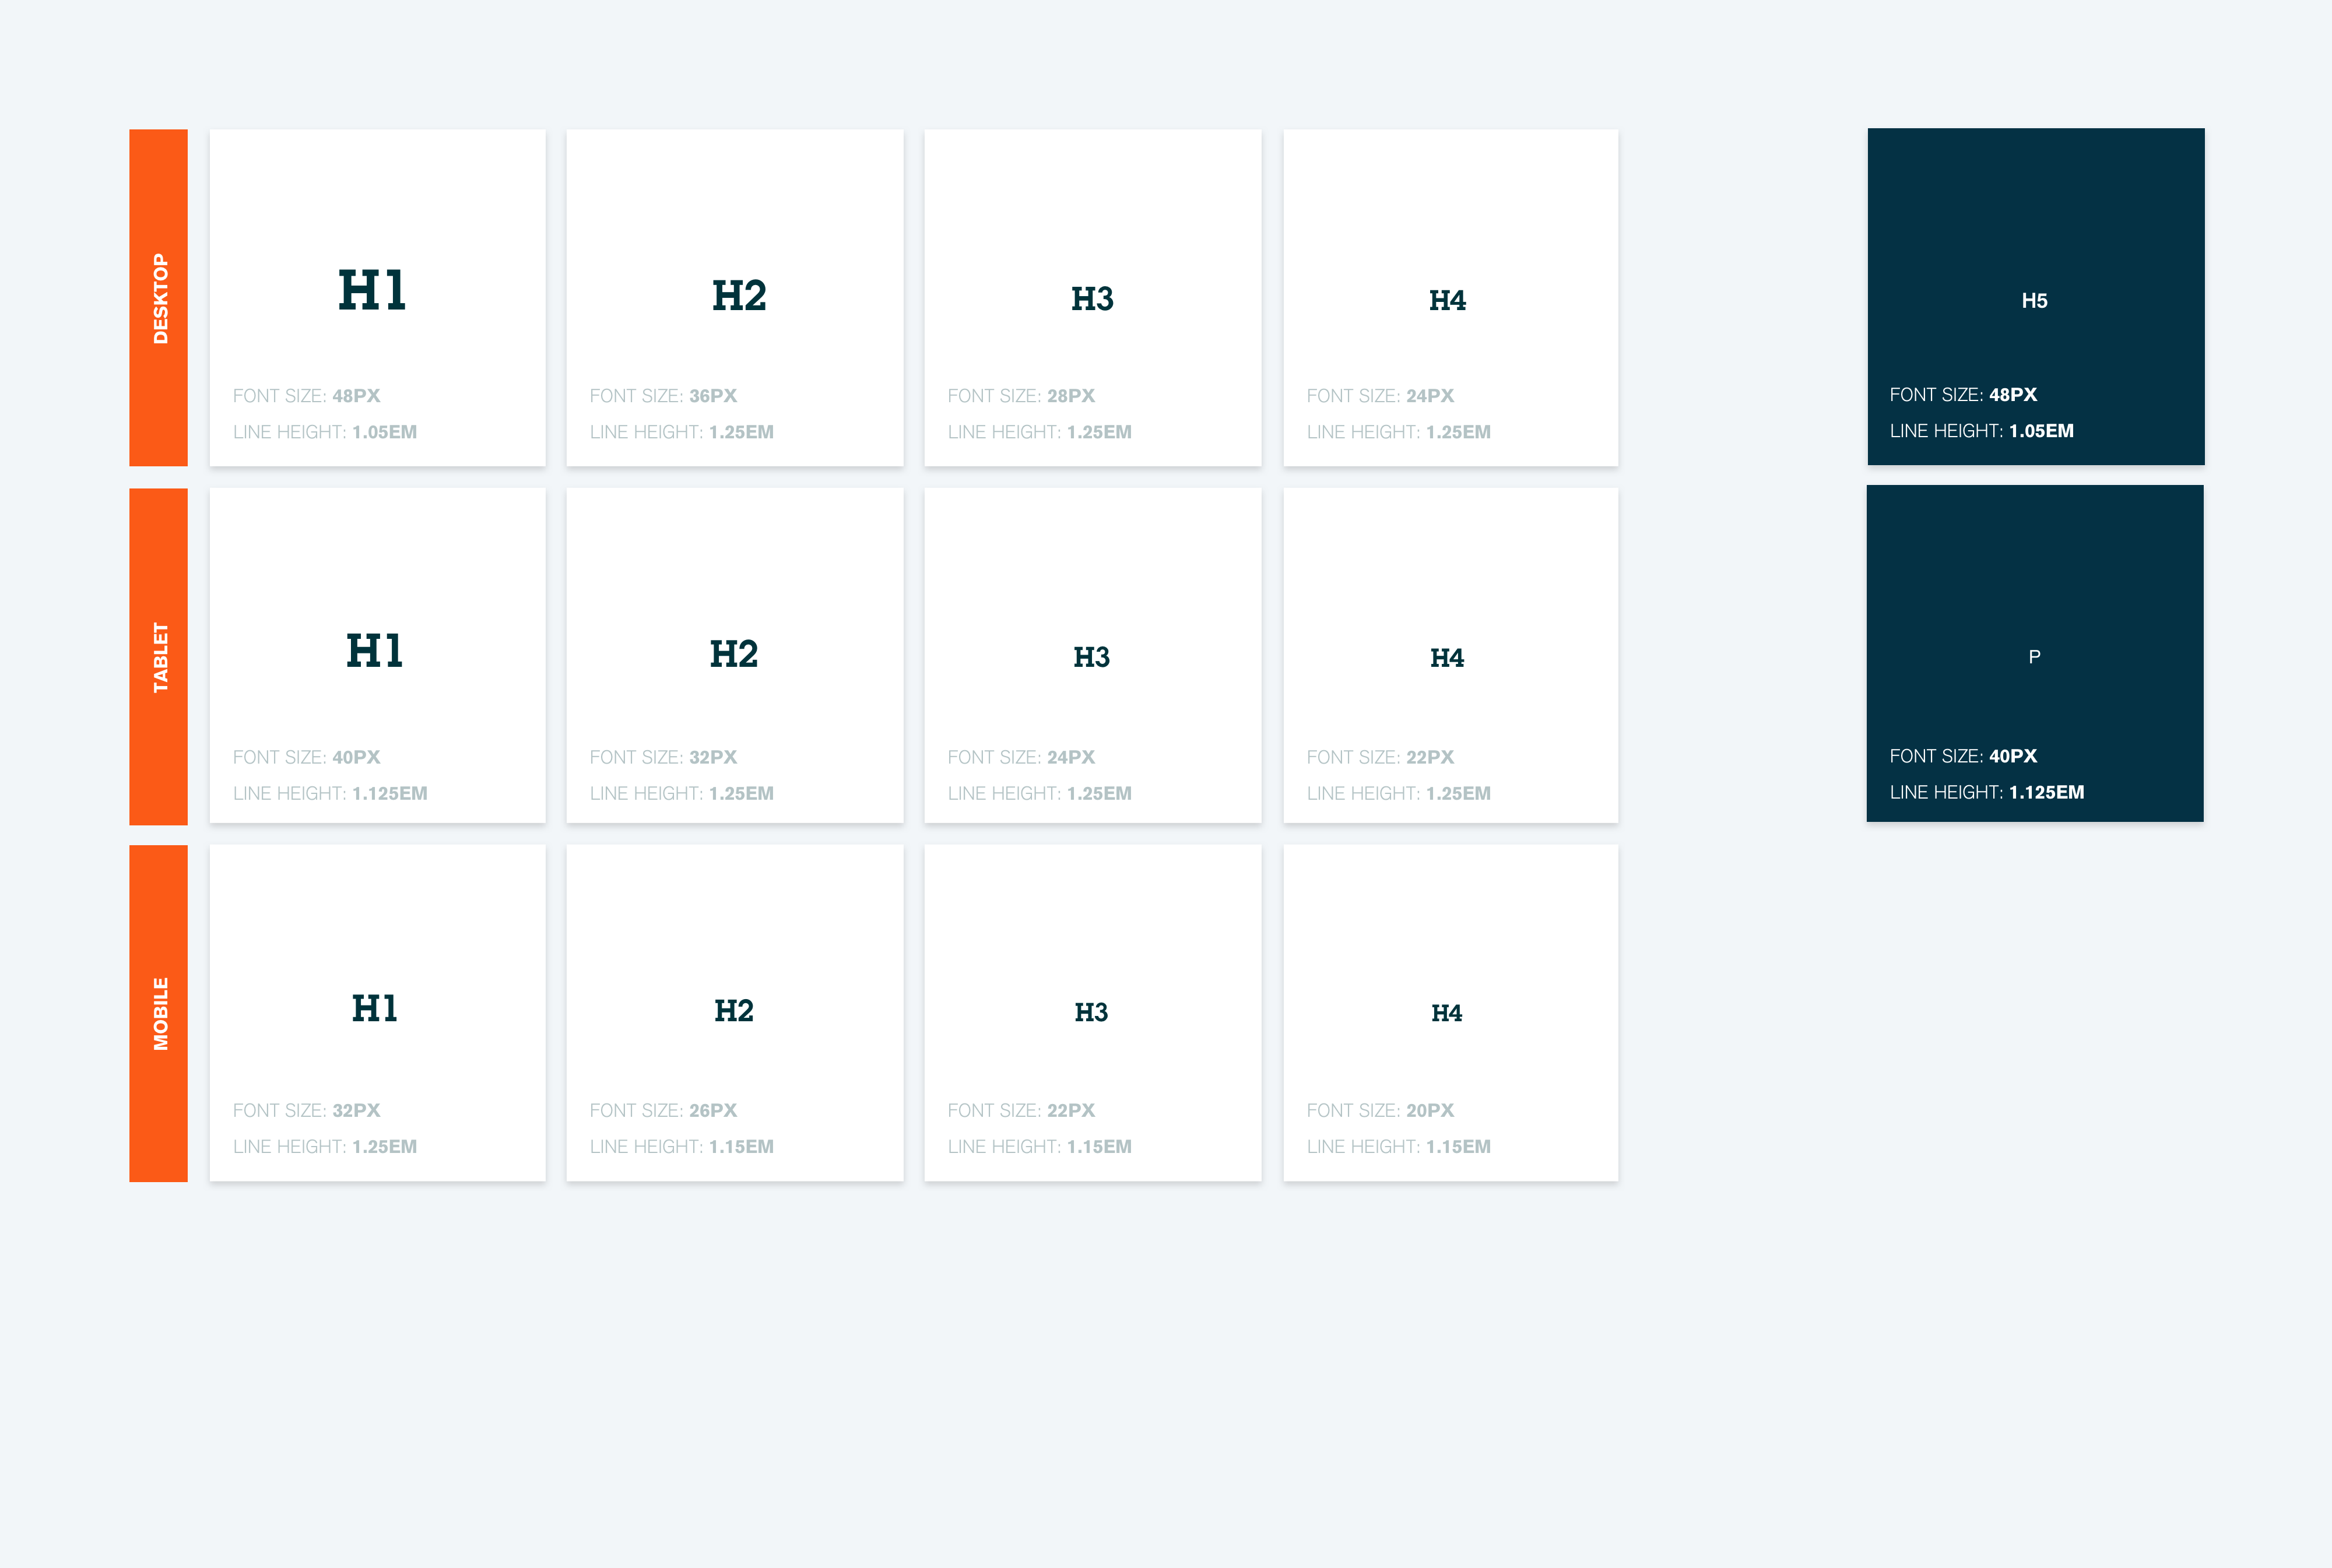 DESKTOP
H1
FONT SIZE: 48PX
LINE HEIGHT: 1.05EM
H2
FONT SIZE: 36PX
LINE HEIGHT: 1.25EM
H3
FONT SIZE: 28PX
LINE HEIGHT: 1.25EM
H4
FONT SIZE: 24PX
LINE HEIGHT: 1.25EM
H5
FONT SIZE: 48PX
LINE HEIGHT: 1.05EM
TABLET
H1
FONT SIZE: 40PX
LINE HEIGHT: 1.125EM
H2
FONT SIZE: 32PX
LINE HEIGHT: 1.25EM
H3
FONT SIZE: 24PX
LINE HEIGHT: 1.25EM
H4
FONT SIZE: 22PX
LINE HEIGHT: 1.25EM
P
FONT SIZE: 40PX
LINE HEIGHT: 1.125EM
MOBILE
H1
FONT SIZE: 32PX
LINE HEIGHT: 1.25EM
H2
FONT SIZE: 26PX
LINE HEIGHT: 1.15EM
H3
FONT SIZE: 22PX
LINE HEIGHT: 1.15EM
H4
FONT SIZE: 20PX
LINE HEIGHT: 1.15EM